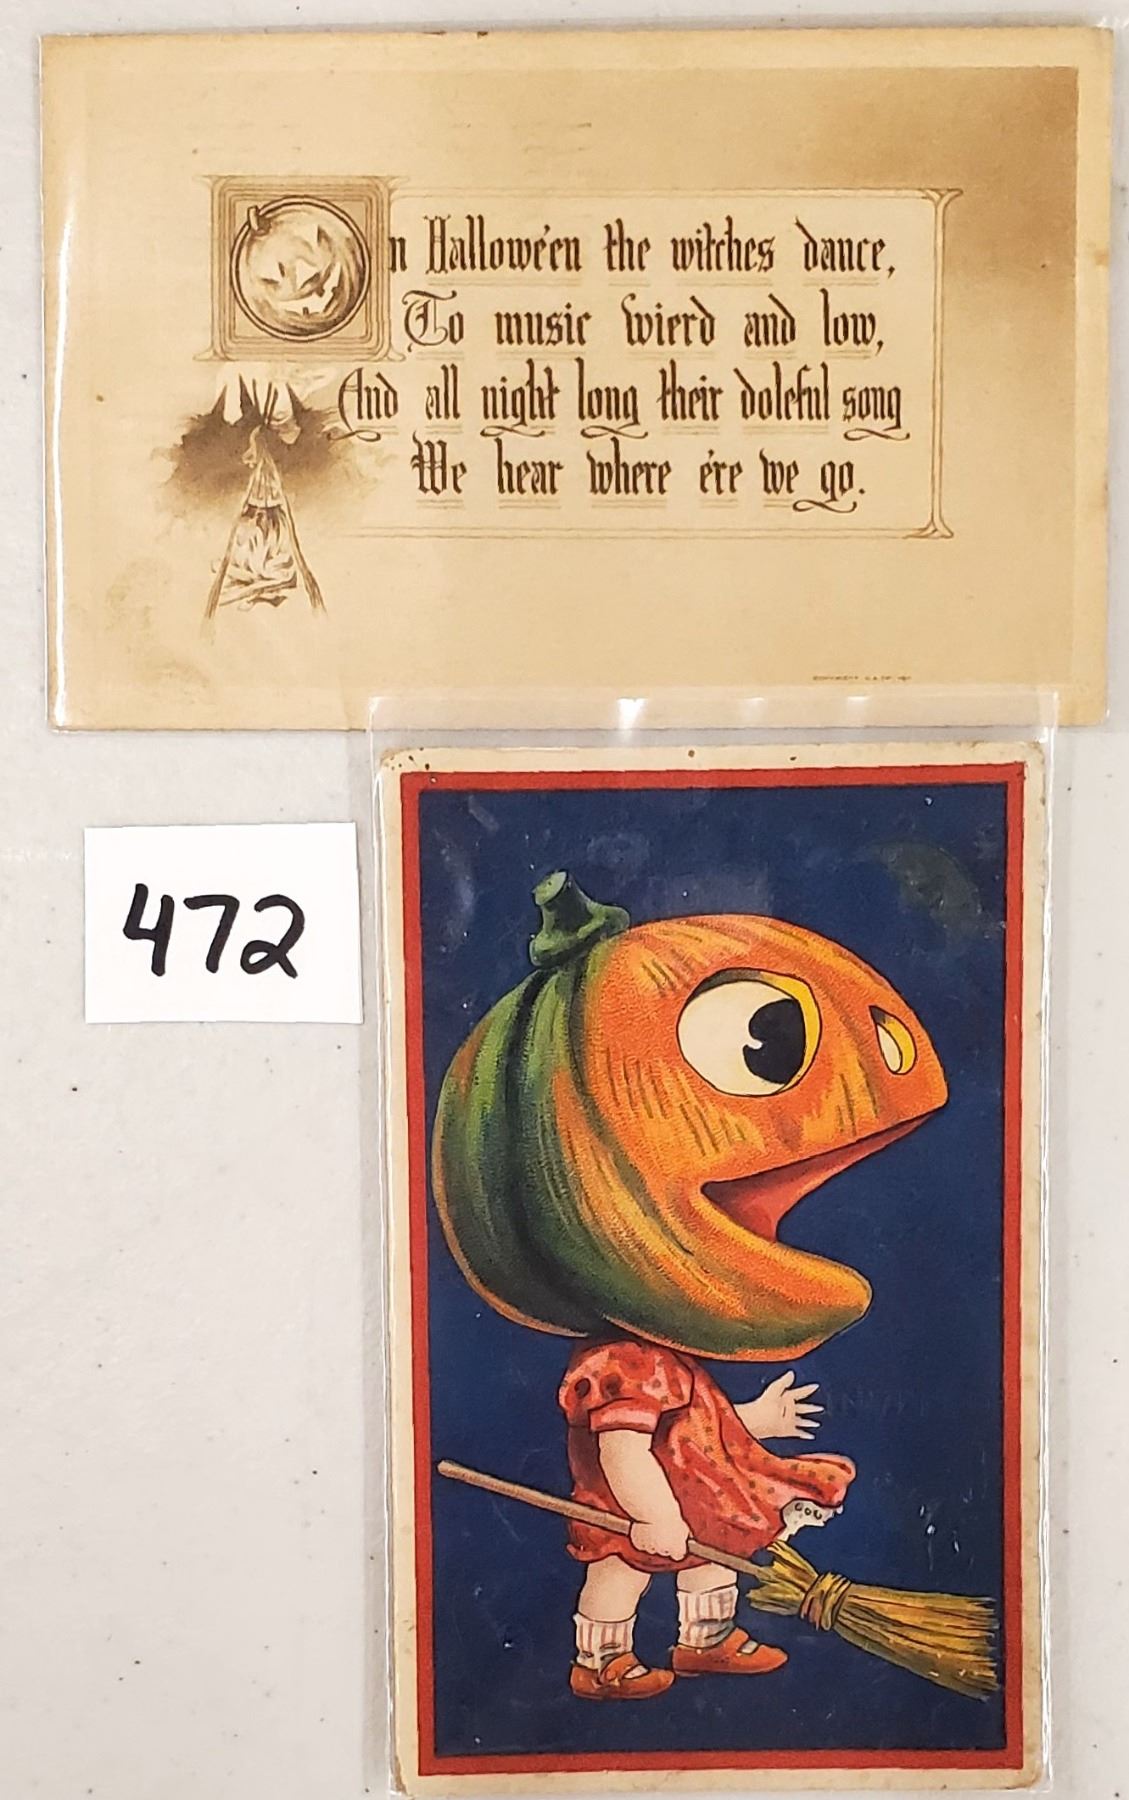 On Hallowe'en the witches dance,
To music wierd and low,
And all night long their doleful song
We hear where e're we go.
COPYRIGHT
472